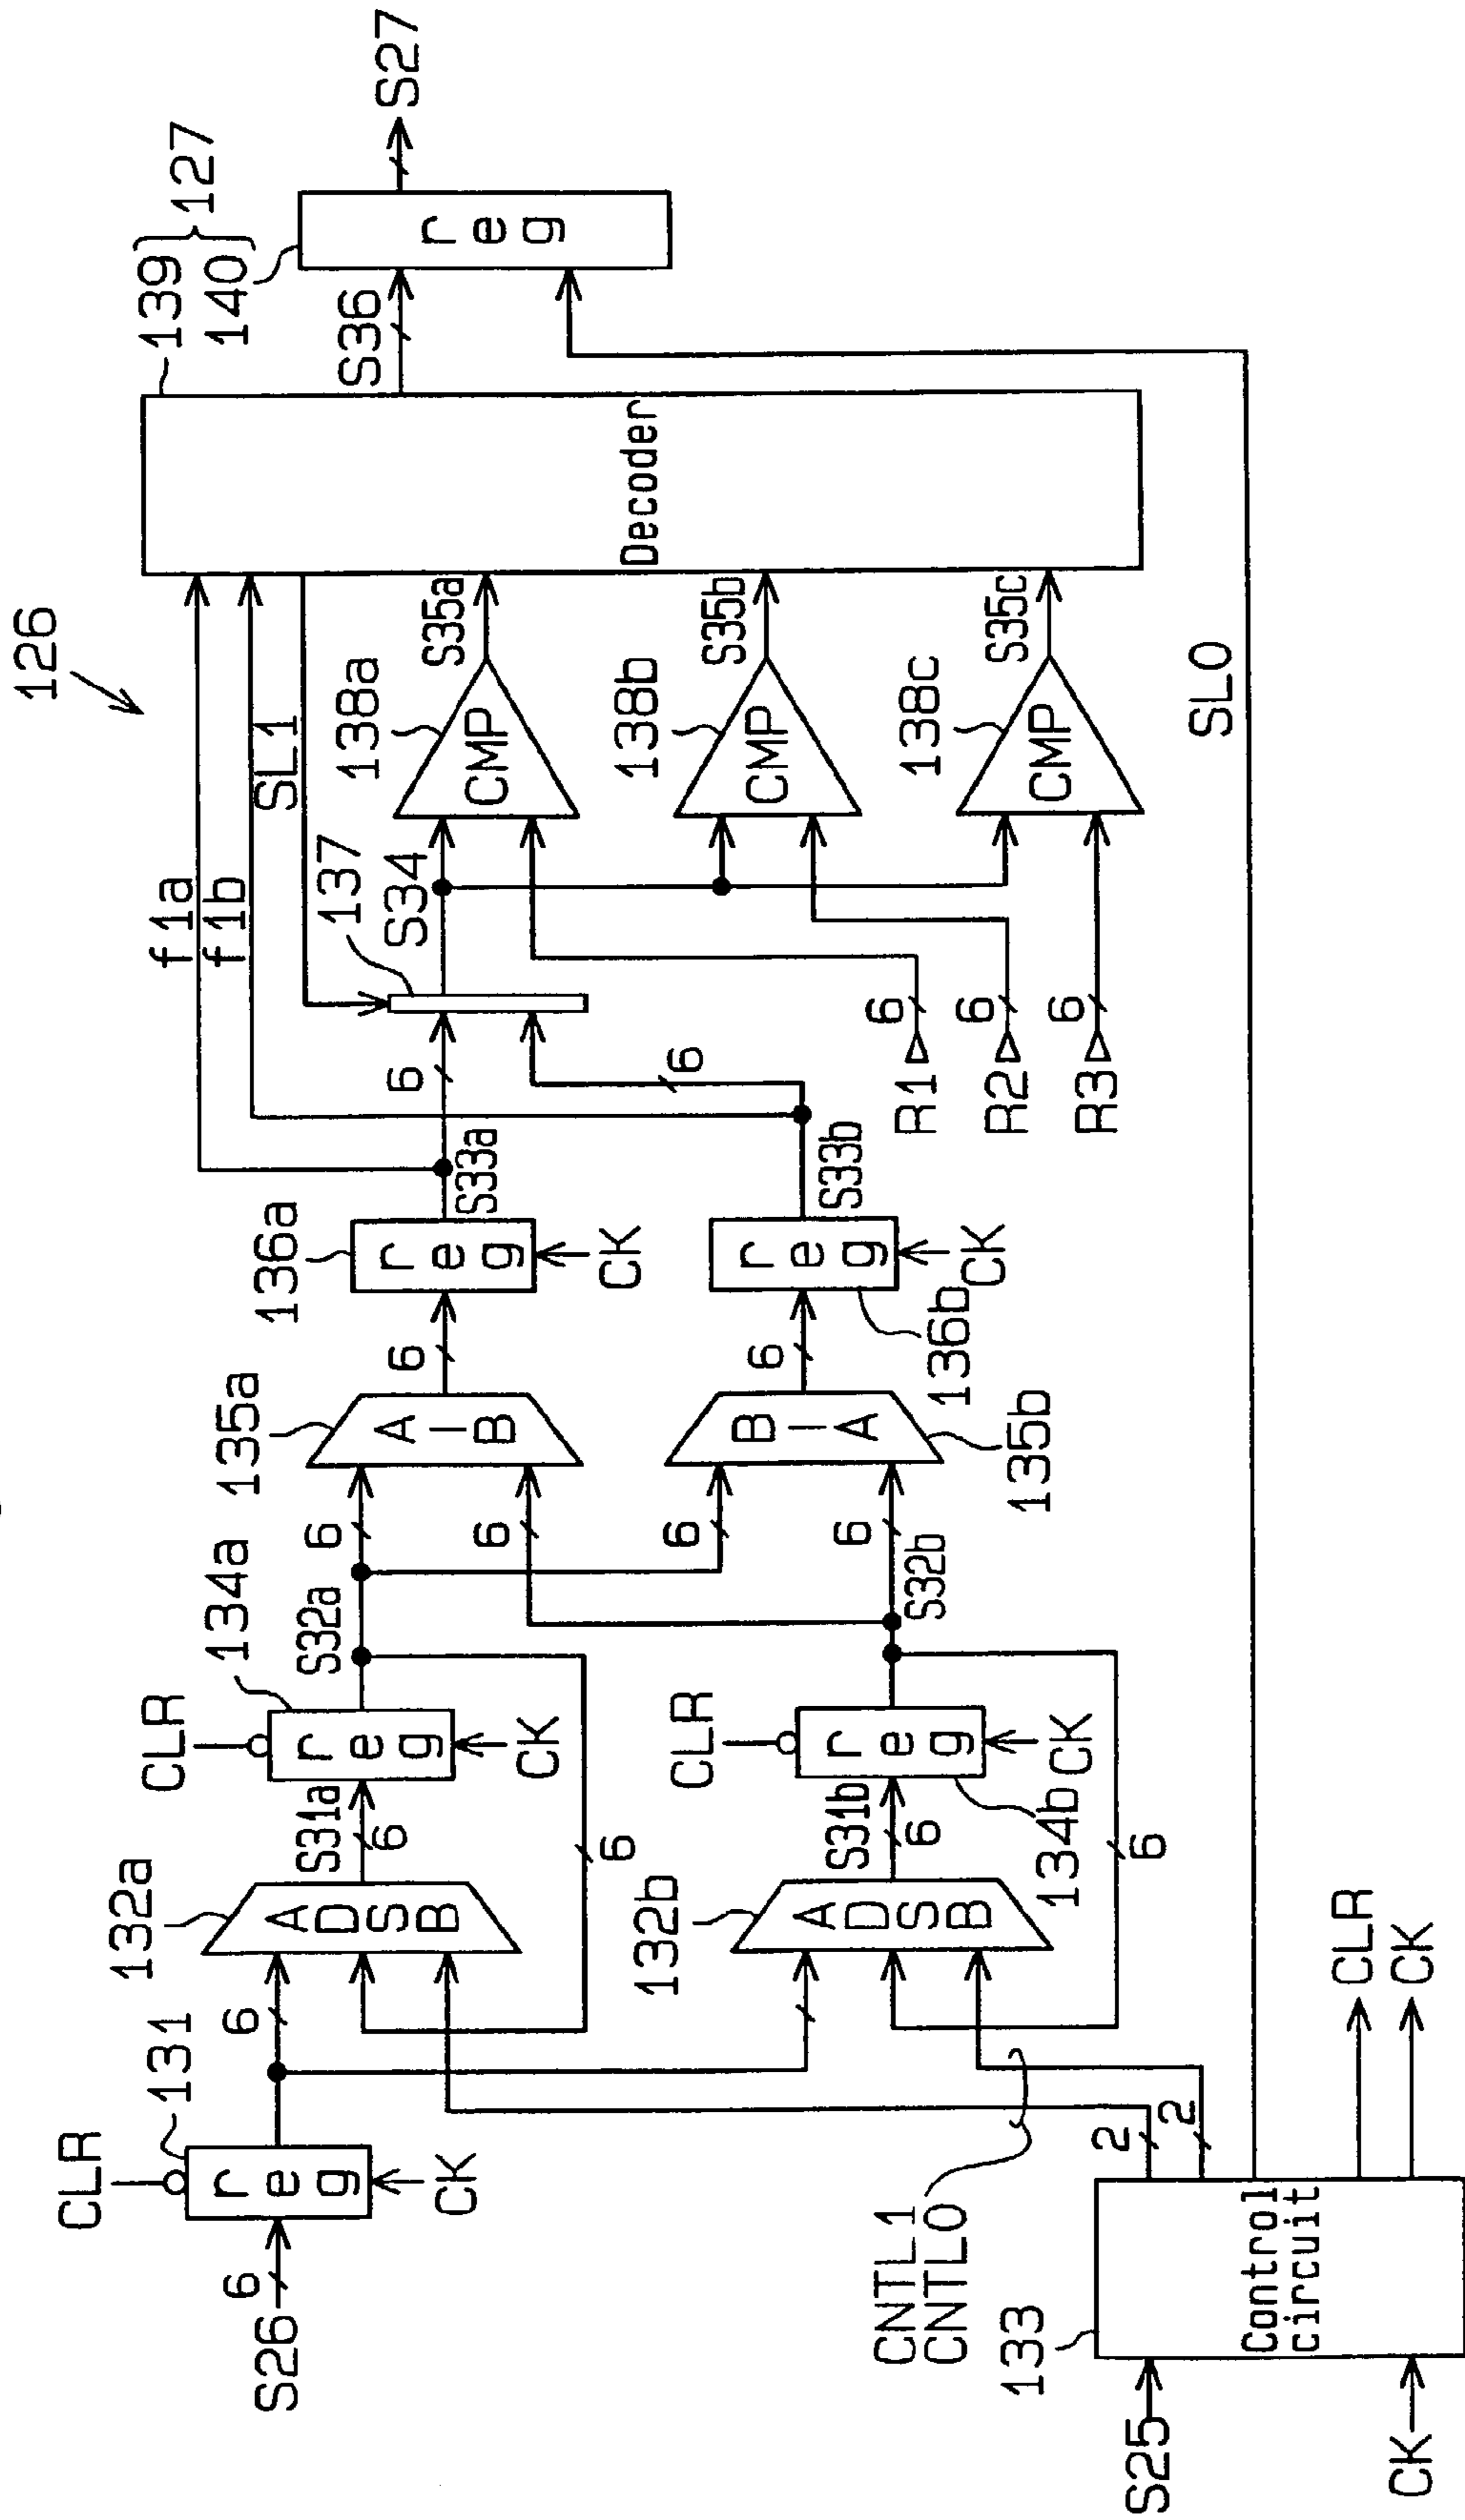 126
139
140
127
S27
reg
S36
Decoder
f1a
f1b
SL1
137
S34
138a
CMP
S35a
138b
CMP
S35b
138c
CMP
S35c
R1
6
R2
6
R3
6
SL0
6
6
S33a
S33b
136a
reg
CK
136b
reg
CK
6
6
135a
A-B
135b
B-A
6
6
6
6
S32a
S32b
134a
CLR
reg
CK
134b
CLR
reg
CK
6
6
S31a
6
S31b
6
132a
ADSB
132b
ADSB
6
131
CLR
reg
CK
6
S26
CNTL1
CNTL0
2
2
133
Control
circuit
CLR
CK
S25
CK